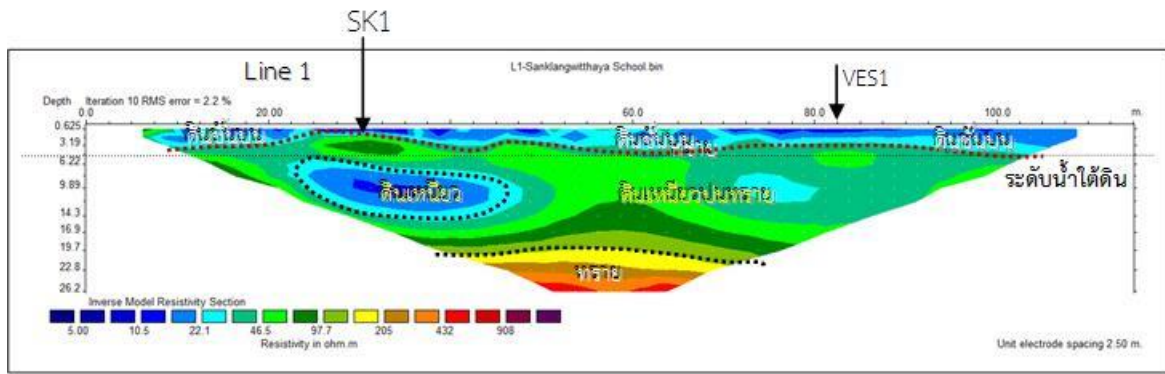 SK1
Line 1
L1-Sanklangwitthaya School.bin
VES1
Depth Iteration 10 RMS error = 2.2 %
0.0 20.00 60.0 80.0 100.0 m.
0.625
3.19
6.22
9.89
14.3
16.9
19.7
22.8
26.2
ดินชั้นบน
ดินชั้นบน
ดินชั้นบน
ระดับน้ำใต้ดิน
ดินเหนียว
ดินเหนียวปนทราย
ทราย
Inverse Model Resistivity Section
5.00 10.5 22.1 46.5 97.7 205 432 908
Resistivity in ohm.m
Unit electrode spacing 2.50 m.